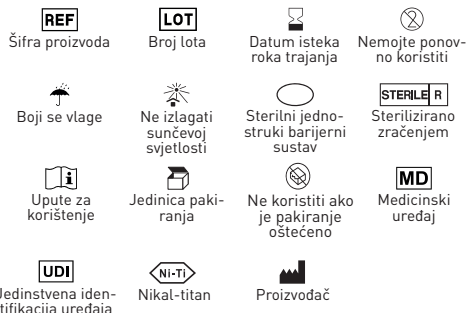 REF
Šifra proizvoda
LOT
Broj lota
Datum isteka
roka trajanja
2
Nemojte ponov-
no koristiti
Boji se vlage
Ne izlagati
sunčevoj
svjetlosti
Sterilni jedno-
struki barijerni
sustav
STERILE R
Sterilizirano
zračenjem
i
Upute za
korištenje
Jedinica paki-
ranja
Ne koristiti ako
je pakiranje
oštećeno
MD
Medicinski
uređaj
UDI
Jedinstvena iden-
tifikacija uređaja
Ni-Ti
Nikal-titan
Proizvođač